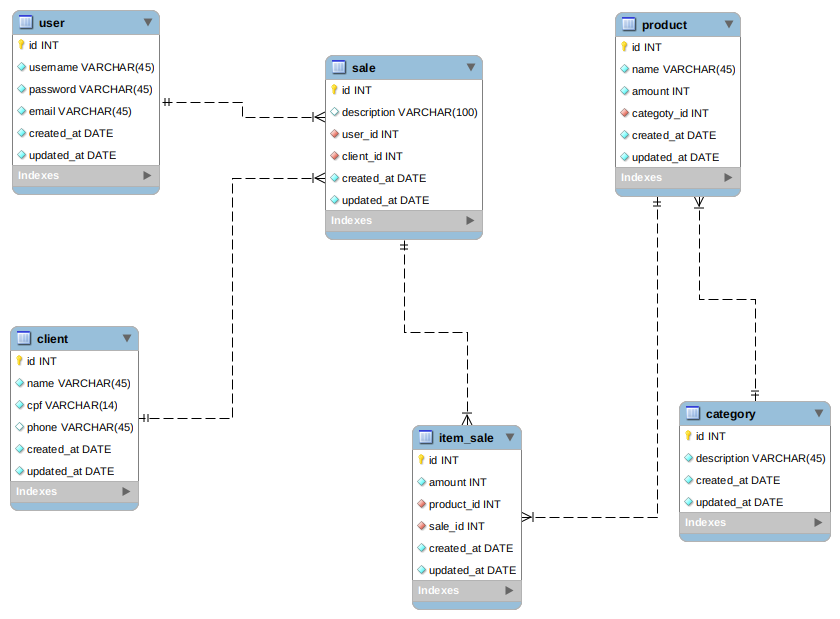 user
id INT
username VARCHAR(45)
password VARCHAR(45)
email VARCHAR(45)
created_at DATE
updated_at DATE
Indexes
sale
id INT
description VARCHAR(100)
user_id INT
client_id INT
created_at DATE
updated_at DATE
Indexes
product
id INT
name VARCHAR(45)
amount INT
categoty_id INT
created_at DATE
updated_at DATE
Indexes
client
id INT
name VARCHAR(45)
cpf VARCHAR(14)
phone VARCHAR(45)
created_at DATE
updated_at DATE
Indexes
item_sale
id INT
amount INT
product_id INT
sale_id INT
created_at DATE
updated_at DATE
Indexes
category
id INT
description VARCHAR(45)
created_at DATE
updated_at DATE
Indexes